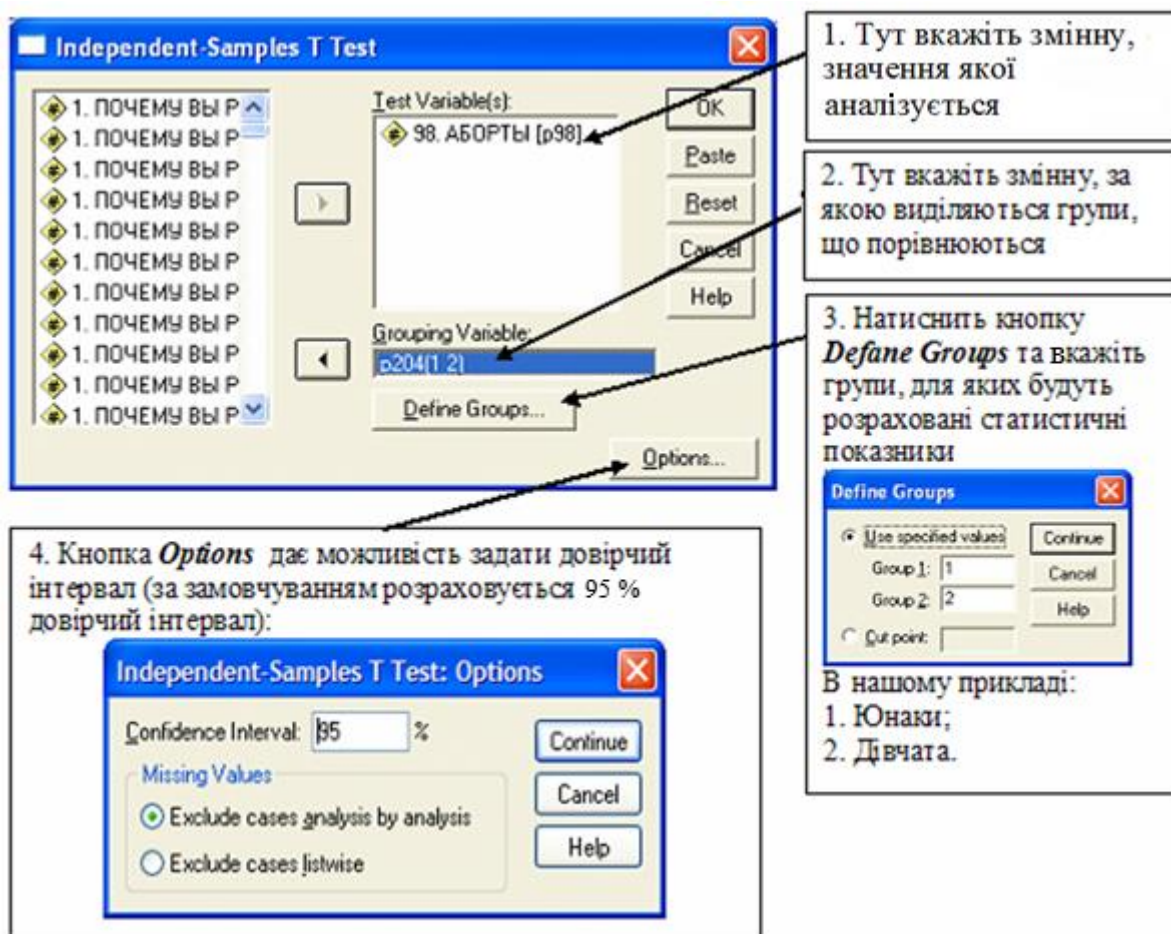 Independent-Samples T Test
1. ПОЧЕМУ ВЫ Р
1. ПОЧЕМУ ВЫ Р
1. ПОЧЕМУ ВЫ Р
1. ПОЧЕМУ ВЫ Р
1. ПОЧЕМУ ВЫ Р
1. ПОЧЕМУ ВЫ Р
1. ПОЧЕМУ ВЫ Р
1. ПОЧЕМУ ВЫ Р
1. ПОЧЕМУ ВЫ Р
1. ПОЧЕМУ ВЫ Р
1. ПОЧЕМУ ВЫ Р
Test Variable(s):
98. АБОРТЫ [p98]
Grouping Variable:
p204(1 2)
Define Groups...
OK
Paste
Reset
Cancel
Help
Options...
1. Тут вкажіть змінну,
значення якої
аналізується
2. Тут вкажіть змінну, за
якою виділяються групи,
що порівнюються
3. Натиснить кнопку
Defane Groups та вкажіть
групи, для яких будуть
розраховані статистичні
показники
Define Groups
Use specified values
Group 1: 1
Group 2: 2
Cut point:
Continue
Cancel
Help
В нашому прикладі:
1. Юнаки;
2. Дівчата.
4. Кнопка Options дає можливість задати довірчий
інтервал (за замовчуванням розраховується 95 %
довірчий інтервал):
Independent-Samples T Test: Options
Confidence Interval: 95 %
Missing Values
Exclude cases analysis by analysis
Exclude cases listwise
Continue
Cancel
Help